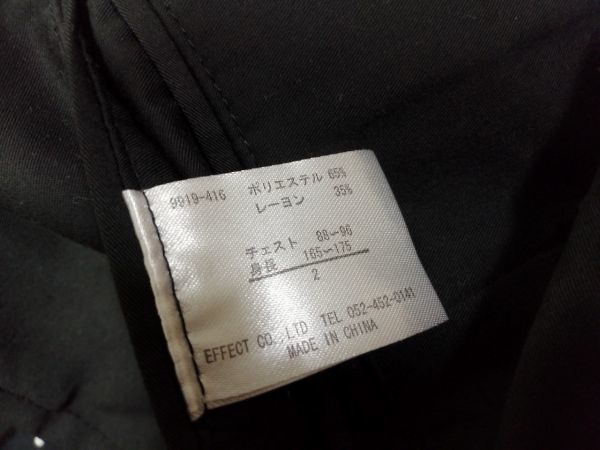 9919-416 ポリエステル 65%
レーヨン 35%
チェスト 88〜96
身長 165〜175
2
EFFECT CO.,LTD TEL 052-452-0141
MADE IN CHINA